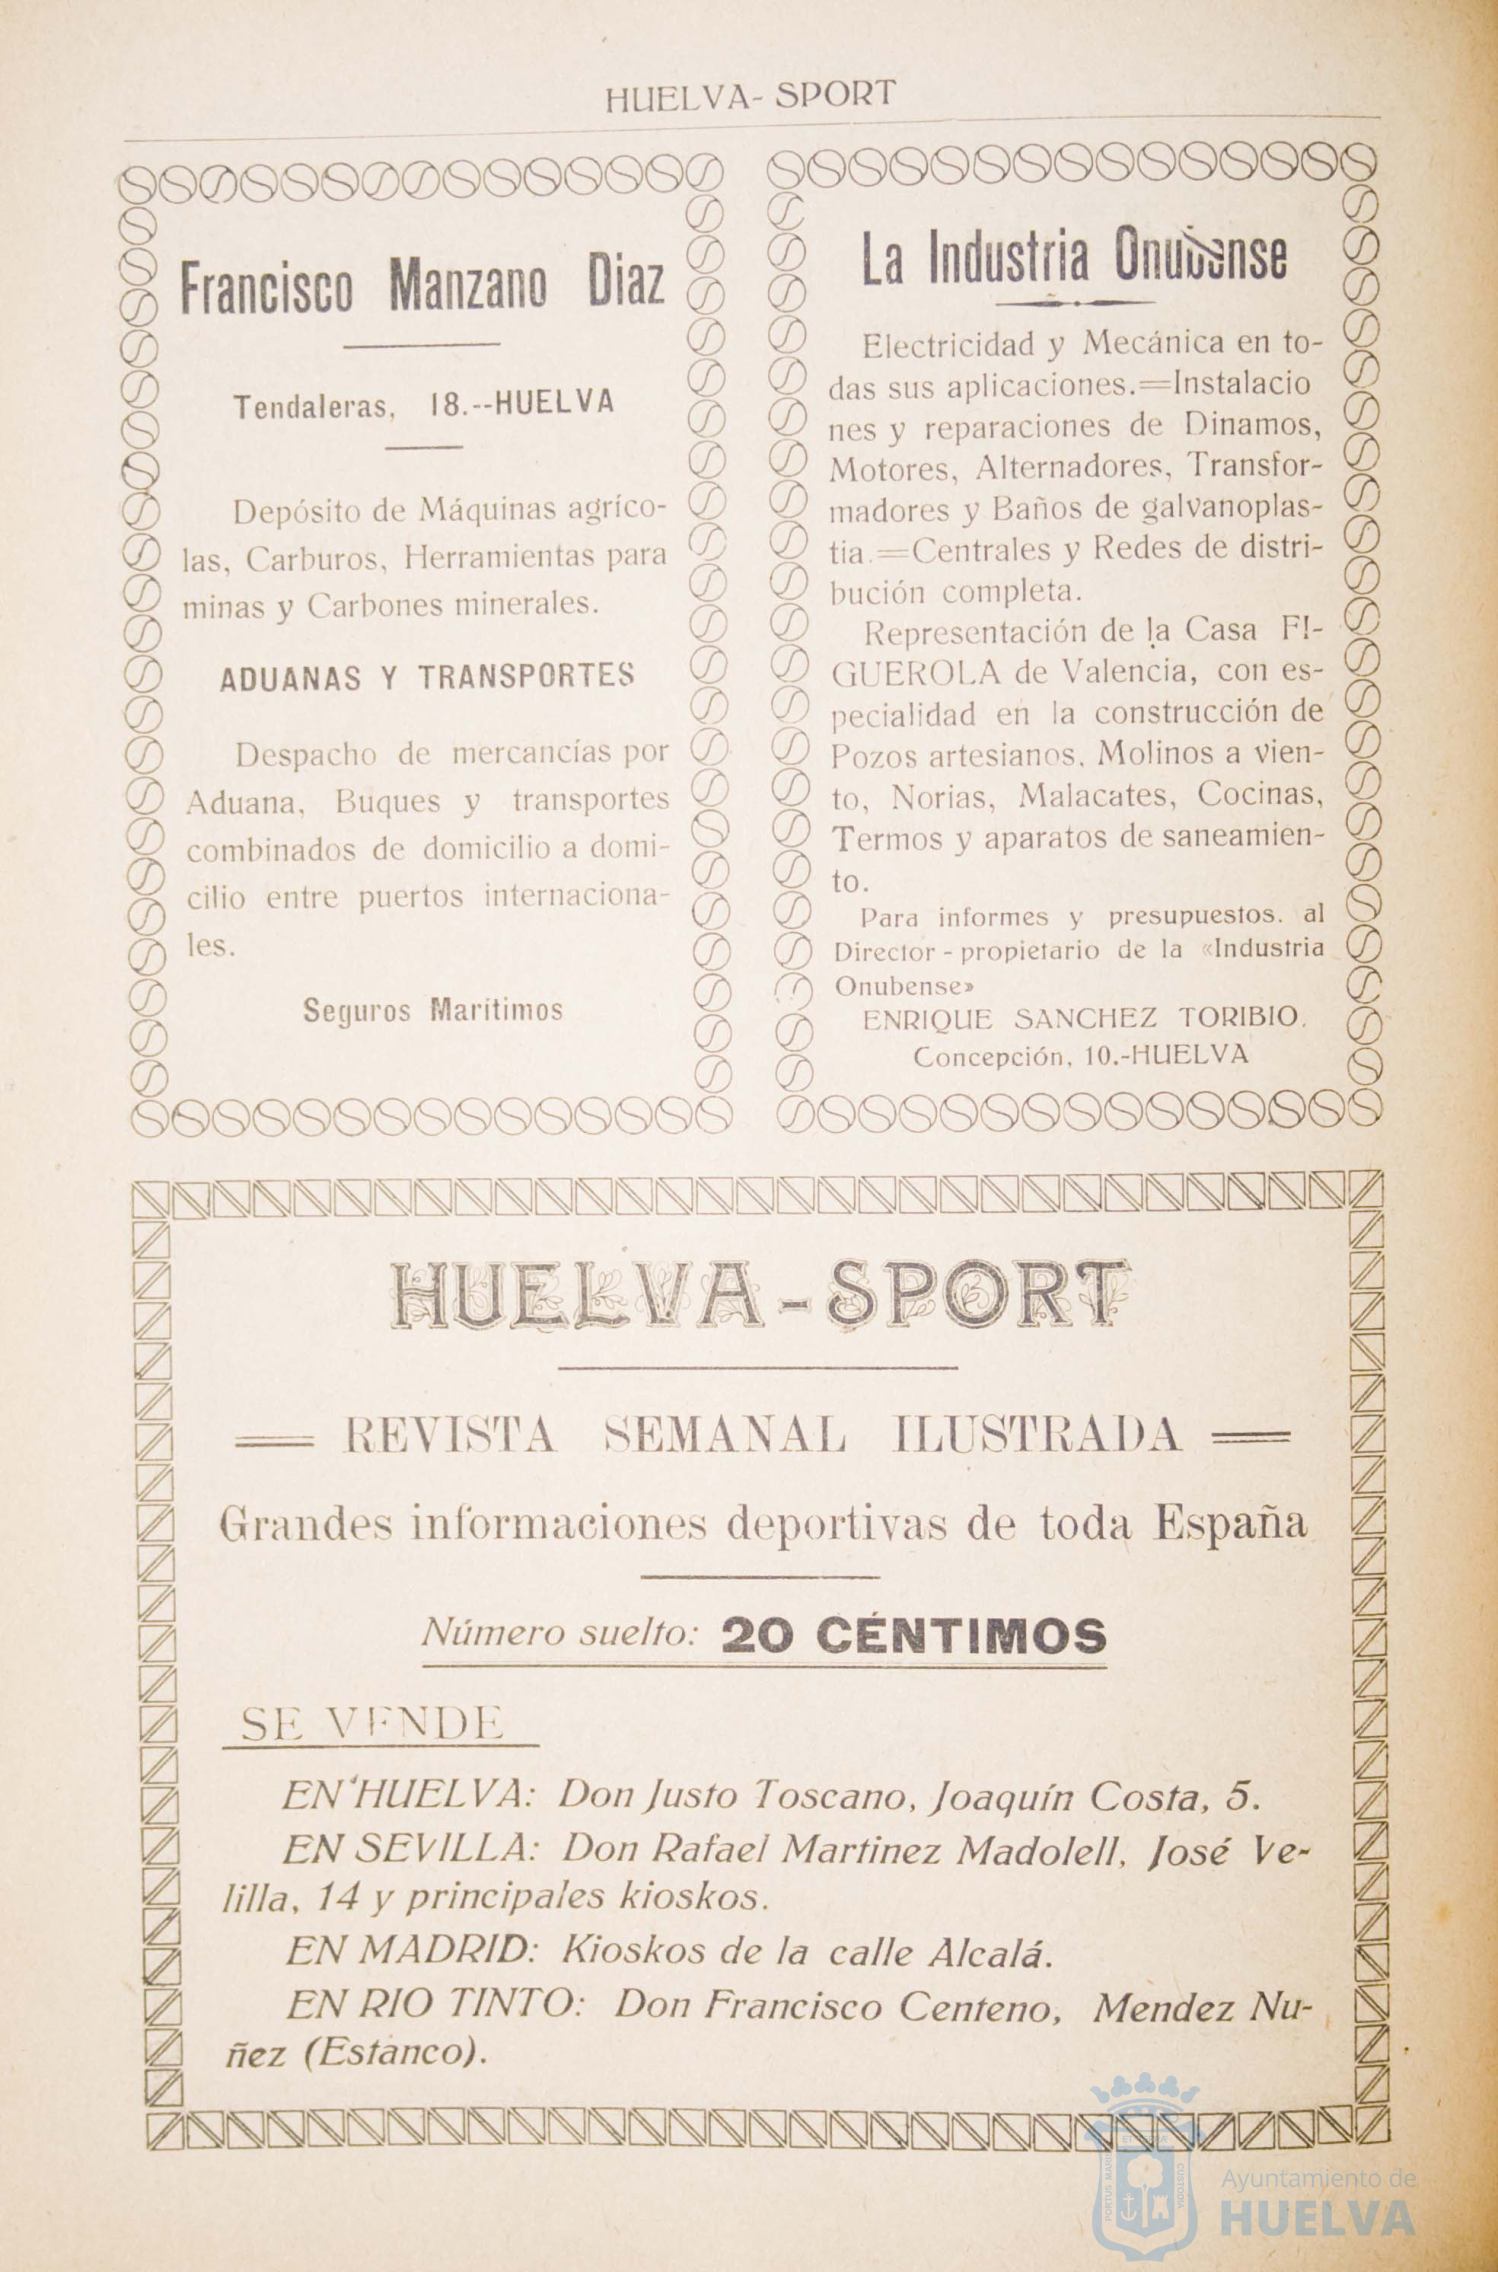 HUELVA- SPORT
Francisco Manzano Diaz
Tendaleras, 18.--HUELVA
Depósito de Máquinas agríco-
las, Carburos, Herramientas para
minas y Carbones minerales.
ADUANAS Y TRANSPORTES
Despacho de mercancías por
Aduana, Buques y transportes
combinados de domicilio a domi-
cilio entre puertos internaciona-
les.
Seguros Marítimos
La Industria Onubense
Electricidad y Mecánica en to-
das sus aplicaciones.=Instalacio
nes y reparaciones de Dinamos,
Motores, Alternadores, Transfor-
madores y Baños de galvanoplas-
tia.=Centrales y Redes de distri-
bución completa.
Representación de la Casa FI-
GUEROLA de Valencia, con es-
pecialidad en la construcción de
Pozos artesianos, Molinos a vien-
to, Norias, Malacates, Cocinas,
Termos y aparatos de saneamien-
to.
Para informes y presupuestos. al
Director - propietario de la «Industria
Onubense»
ENRIQUE SANCHEZ TORIBIO.
Concepción, 10.-HUELVA
HUELVA-SPORT
REVISTA SEMANAL ILUSTRADA
Grandes informaciones deportivas de toda España
Número suelto: 20 CÉNTIMOS
SE VENDE
EN HUELVA: Don Justo Toscano, Joaquín Costa, 5.
EN SEVILLA: Don Rafael Martinez Madolell, José Ve-
lilla, 14 y principales kioskos.
EN MADRID: Kioskos de la calle Alcalá.
EN RIO TINTO: Don Francisco Centeno, Mendez Nu-
ñez (Estanco).
PORTUS MARIS
CUSTODIA
Ayuntamiento de
HUELVA